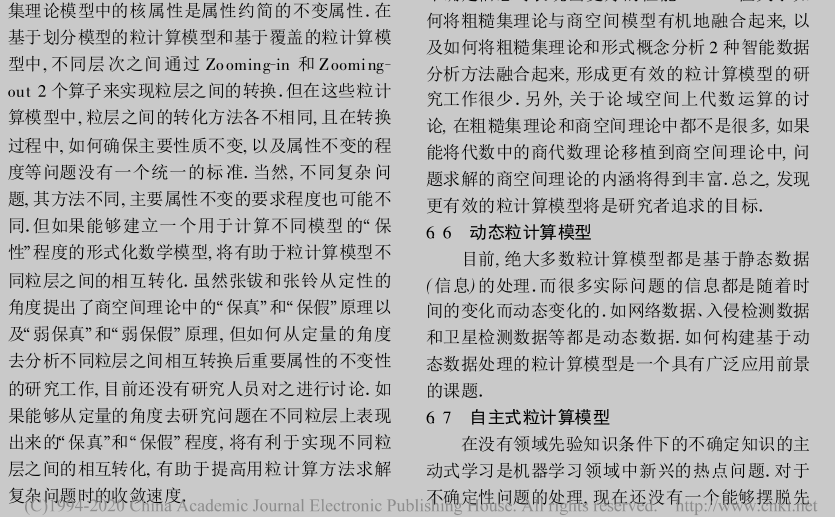 集理论模型中的核属性是属性约简的不变属性. 在
基于划分模型的粒计算模型和基于覆盖的粒计算模
型中, 不同层次之间通过 Zooming-in 和 Zooming-
out 2 个算子来实现粒层之间的转换. 但在这些粒计
算模型中, 粒层之间的转化方法各不相同, 且在转换
过程中, 如何确保主要性质不变, 以及属性不变的程
度等问题没有一个统一的标准. 当然, 不同复杂问
题, 其方法不同, 主要属性不变的要求程度也可能不
同. 但如果能够建立一个用于计算不同模型的“保
性”程度的形式化数学模型, 将有助于粒计算模型不
同粒层之间的相互转化. 虽然张钹和张铃从定性的
角度提出了商空间理论中的“保真”和“保假”原理以
及“弱保真”和“弱保假”原理, 但如何从定量的角度
去分析不同粒层之间相互转换后重要属性的不变性
的研究工作, 目前还没有研究人员对之进行讨论. 如
果能够从定量的角度去研究问题在不同粒层上表现
出来的“保真”和“保假”程度, 将有利于实现不同粒
层之间的相互转化, 有助于提高用粒计算方法求解
复杂问题时的收敛速度.
何将粗糙集理论与商空间模型有机地融合起来, 以
及如何将粗糙集理论和形式概念分析 2 种智能数据
分析方法融合起来, 形成更有效的粒计算模型的研
究工作很少. 另外, 关于论域空间上代数运算的讨
论, 在粗糙集理论和商空间理论中都不是很多, 如果
能将代数中的商代数理论移植到商空间理论中, 问
题求解的商空间理论的内涵将得到丰富. 总之, 发现
更有效的粒计算模型将是研究者追求的目标.
6 6 动态粒计算模型
目前, 绝大多数粒计算模型都是基于静态数据
(信息)的处理. 而很多实际问题的信息都是随着时
间的变化而动态变化的. 如网络数据、入侵检测数据
和卫星检测数据等都是动态数据. 如何构建基于动
态数据处理的粒计算模型是一个具有广泛应用前景
的课题.
6 7 自主式粒计算模型
在没有领域先验知识条件下的不确定知识的主
动式学习是机器学习领域中新兴的热点问题. 对于
不确定性问题的处理, 现在还没有一个能够摆脱先
(C)1994-2020 China Academic Journal Electronic Publishing House. All rights reserved. http://www.cnki.net